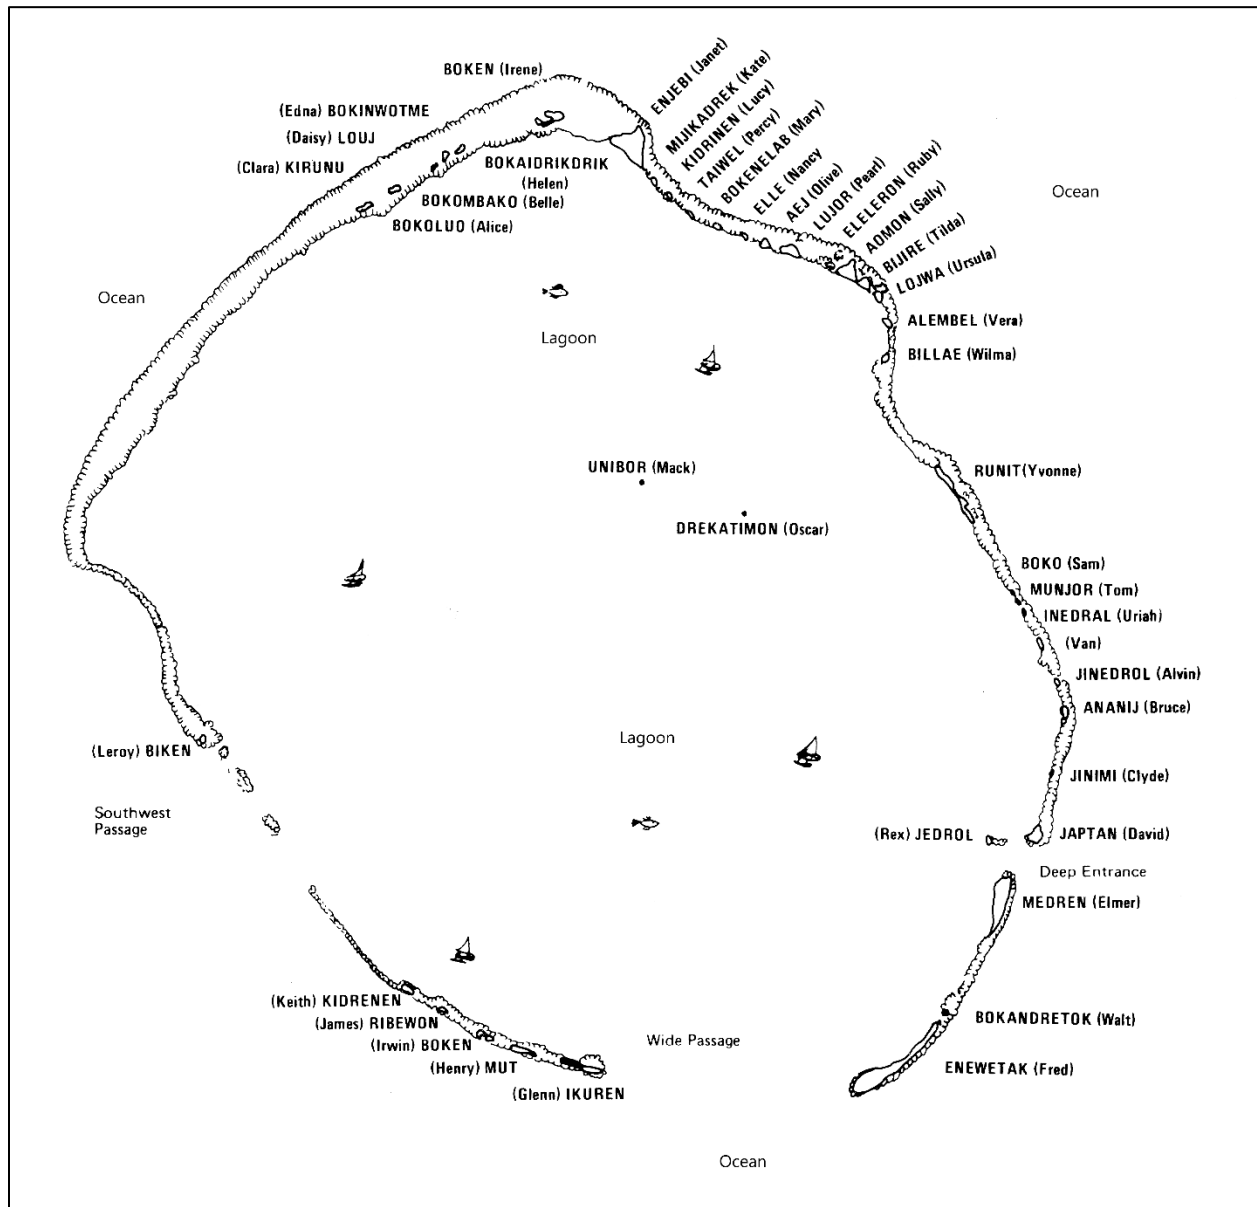 BOKEN (Irene)
(Edna) BOKINWOTME
(Daisy) LOUJ
(Clara) KIRUNU
BOKAIDRIKDRIK
(Helen)
BOKOMBAKO (Belle)
BOKOLUO (Alice)
ENJEBI (Janet)
MIJIKADREK (Kate)
KIDRINEN (Lucy)
TAIWEL (Percy)
BOKENELAB (Mary)
ELLE (Nancy
AEJ (Olive)
LUJOR (Pearl)
ELELERON (Ruby)
AOMON (Sally)
BIJIRE (Tilda)
LOJWA (Ursula)
Ocean
Ocean
Lagoon
ALEMBEL (Vera)
BILLAE (Wilma)
UNIBOR (Mack)
RUNIT(Yvonne)
DREKATIMON (Oscar)
BOKO (Sam)
MUNJOR (Tom)
INEDRAL (Uriah)
(Van)
JINEDROL (Alvin)
ANANIJ (Bruce)
(Leroy) BIKEN
Lagoon
JINIMI (Clyde)
Southwest
Passage
(Rex) JEDROL
JAPTAN (David)
Deep Entrance
MEDREN (Elmer)
(Keith) KIDRENEN
(James) RIBEWON
(Irwin) BOKEN
(Henry) MUT
(Glenn) IKUREN
Wide Passage
BOKANDRETOK (Walt)
ENEWETAK (Fred)
Ocean